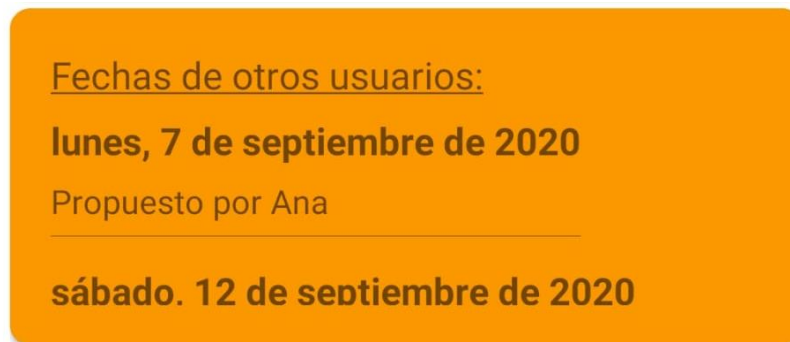 Fechas de otros usuarios:
lunes, 7 de septiembre de 2020
Propuesto por Ana
sábado, 12 de septiembre de 2020